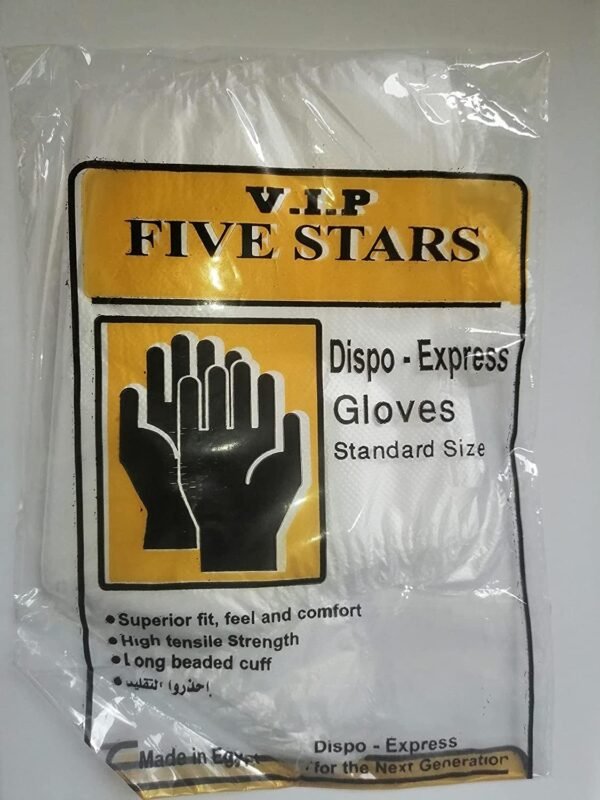 V.I.P
FIVE STARS
Dispo - Express
Gloves
Standard Size
• Superior fit, feel and comfort
• High tensile Strength
• Long beaded cuff
• إحذروا التقليد
Made in Egypt
Dispo - Express
for the Next Generation